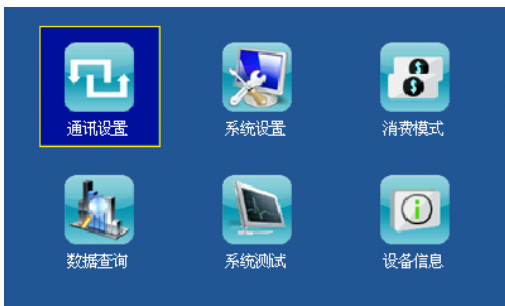 通讯设置
系统设置
消费模式
数据查询
系统测试
设备信息